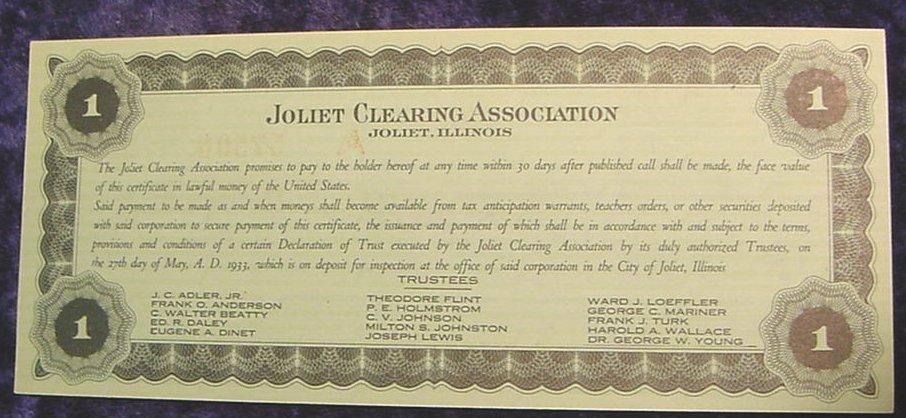 1 1
JOLIET CLEARING ASSOCIATION
JOLIET, ILLINOIS
The Joliet Clearing Association promises to pay to the holder hereof at any time within 30 days after published call shall be made, the face value
of this certificate in lawful money of the United States.
Said payment to be made as and when moneys shall become available from tax anticipation warrants, teachers orders, or other securities deposited
with said corporation to secure payment of this certificate, the issuance and payment of which shall be in accordance with and subject to the terms,
provisions and conditions of a certain Declaration of Trust executed by the Joliet Clearing Association by its duly authorized Trustees, on
the 27th day of May, A. D. 1933, which is on deposit for inspection at the office of said corporation in the City of Joliet, Illinois
TRUSTEES
J. C. ADLER, JR.
FRANK O. ANDERSON
C. WALTER BEATTY
ED. R. DALEY
EUGENE A. DINET
THEODORE FLINT
P. E. HOLMSTROM
C. V. JOHNSON
MILTON S. JOHNSTON
JOSEPH LEWIS
WARD J. LOEFFLER
GEORGE C. MARINER
FRANK J. TURK
HAROLD A. WALLACE
DR. GEORGE W. YOUNG
1 1